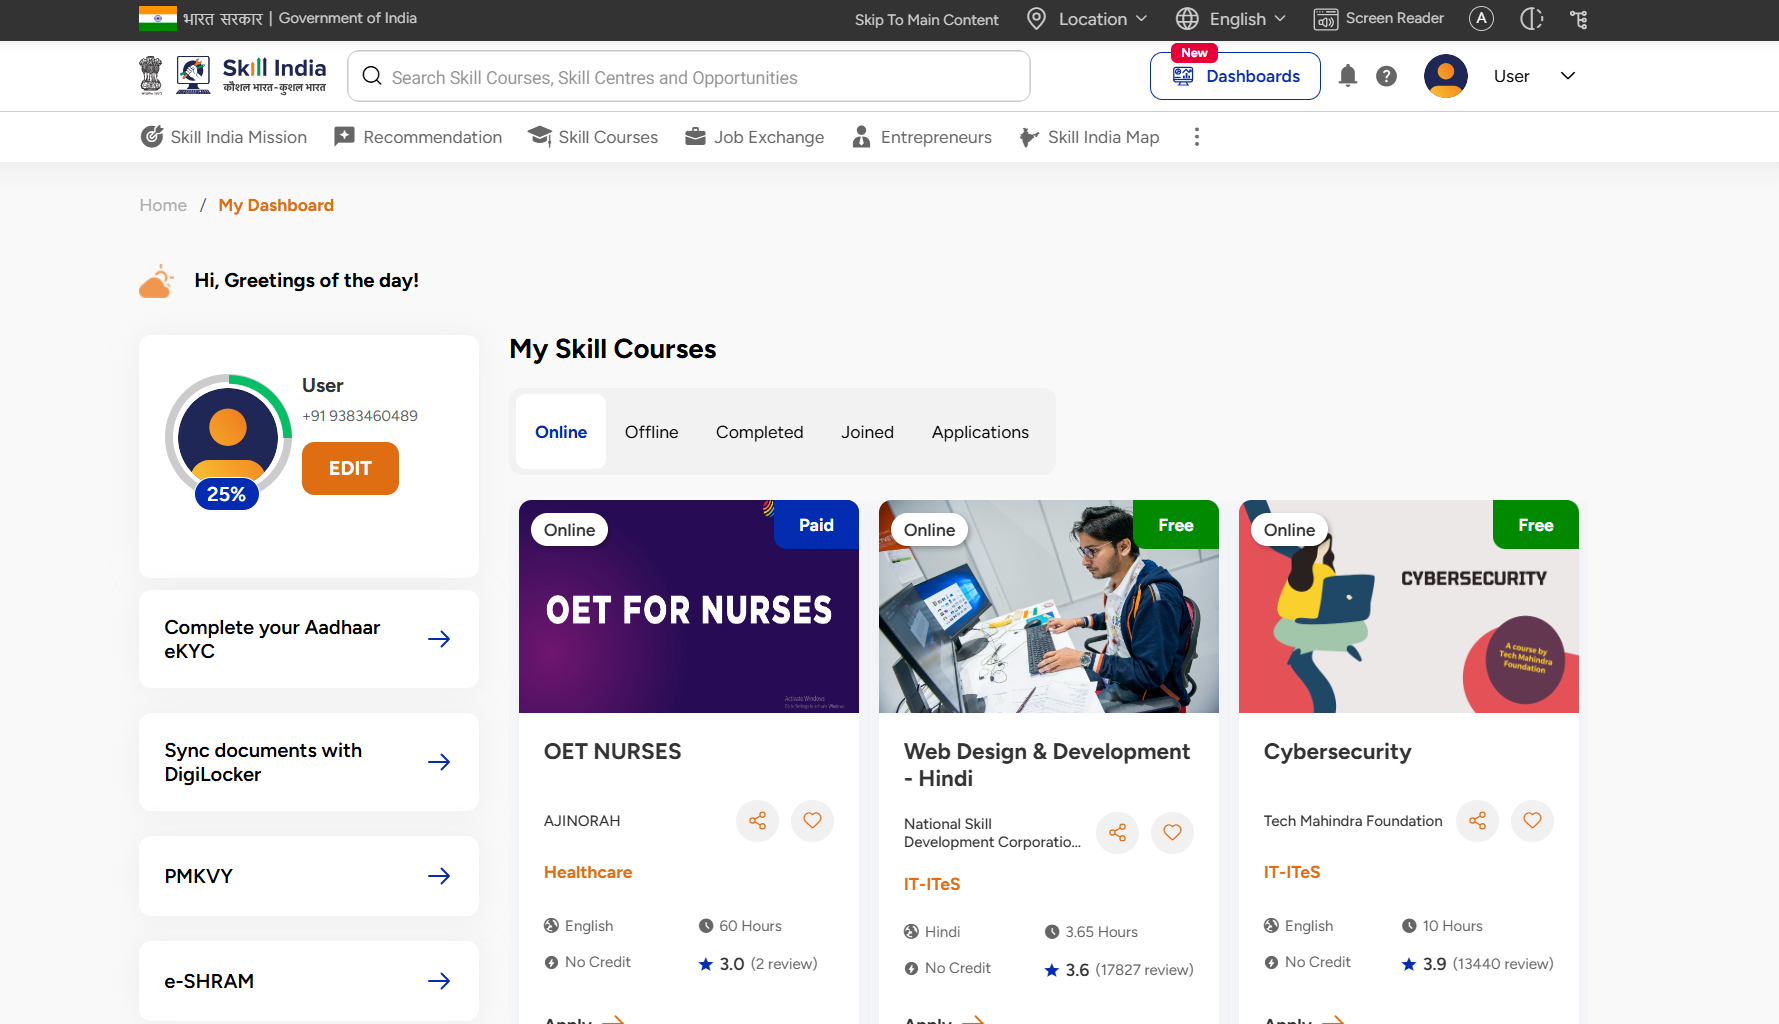 भारत सरकार | Government of India
Skip To Main Content
Location
English
Screen Reader
A
Skill India
कौशल भारत-कुशल भारत
Search Skill Courses, Skill Centres and Opportunities
New
Dashboards
?
User
Skill India Mission
Recommendation
Skill Courses
Job Exchange
Entrepreneurs
Skill India Map
Home / My Dashboard
Hi, Greetings of the day!
User
+91 9383460489
EDIT
25%
Complete your Aadhaar
eKYC
Sync documents with
DigiLocker
PMKVY
e-SHRAM
My Skill Courses
Online
Offline
Completed
Joined
Applications
Online
Paid
OET FOR NURSES
Activate Windows
OET NURSES
AJINORAH
Healthcare
English
60 Hours
No Credit
3.0 (2 review)
Apply
Online
Free
Web Design & Development
- Hindi
National Skill
Development Corporatio...
IT-ITeS
Hindi
3.65 Hours
No Credit
3.6 (17827 review)
Apply
Online
Free
CYBERSECURITY
A course by
Tech Mahindra
Foundation
Cybersecurity
Tech Mahindra Foundation
IT-ITeS
English
10 Hours
No Credit
3.9 (13440 review)
Apply